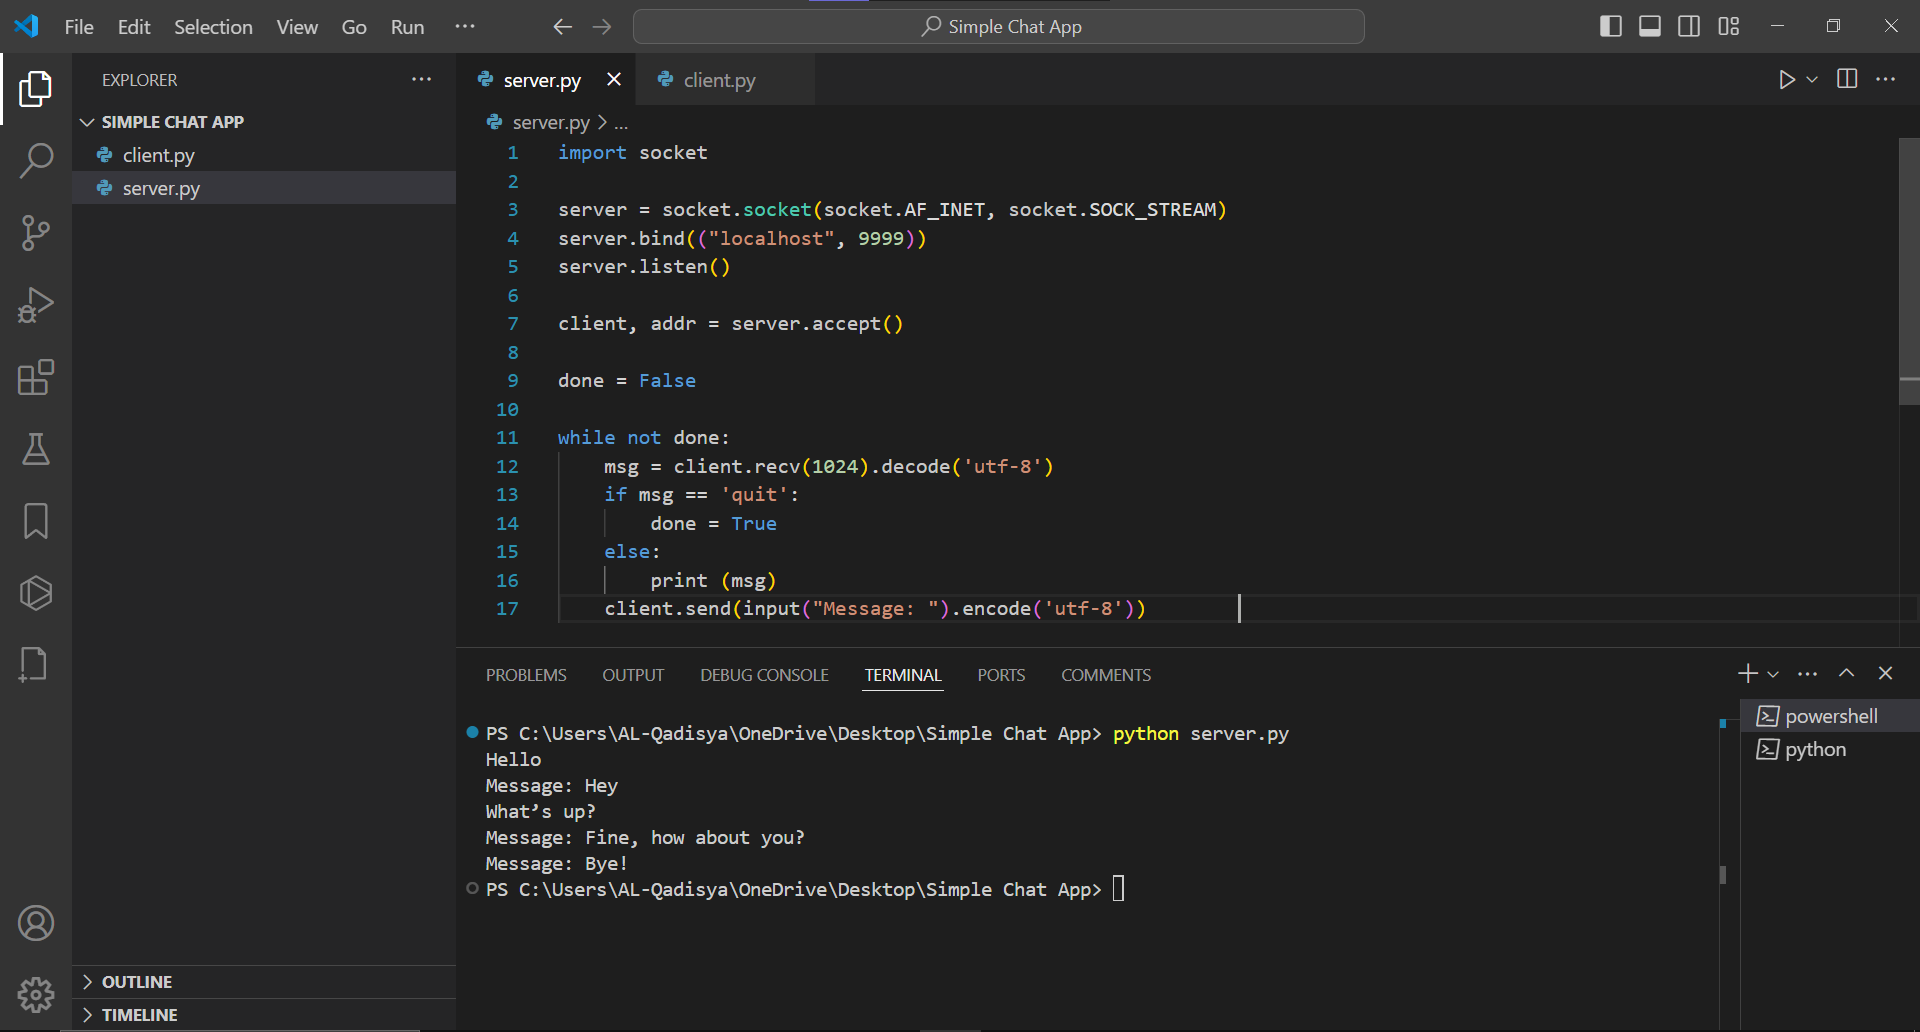 File Edit Selection View Go Run ...
Simple Chat App
EXPLORER
SIMPLE CHAT APP
client.py
server.py
OUTLINE
TIMELINE
server.py
client.py
server.py > ...
1 import socket
2
3 server = socket.socket(socket.AF_INET, socket.SOCK_STREAM)
4 server.bind(("localhost", 9999))
5 server.listen()
6
7 client, addr = server.accept()
8
9 done = False
10
11 while not done:
12     msg = client.recv(1024).decode('utf-8')
13     if msg == 'quit':
14         done = True
15     else:
16         print (msg)
17     client.send(input("Message: ").encode('utf-8'))
PROBLEMS OUTPUT DEBUG CONSOLE TERMINAL PORTS COMMENTS
PS C:\Users\AL-Qadisya\OneDrive\Desktop\Simple Chat App> python server.py
Hello
Message: Hey
What’s up?
Message: Fine, how about you?
Message: Bye!
PS C:\Users\AL-Qadisya\OneDrive\Desktop\Simple Chat App>
powershell
python